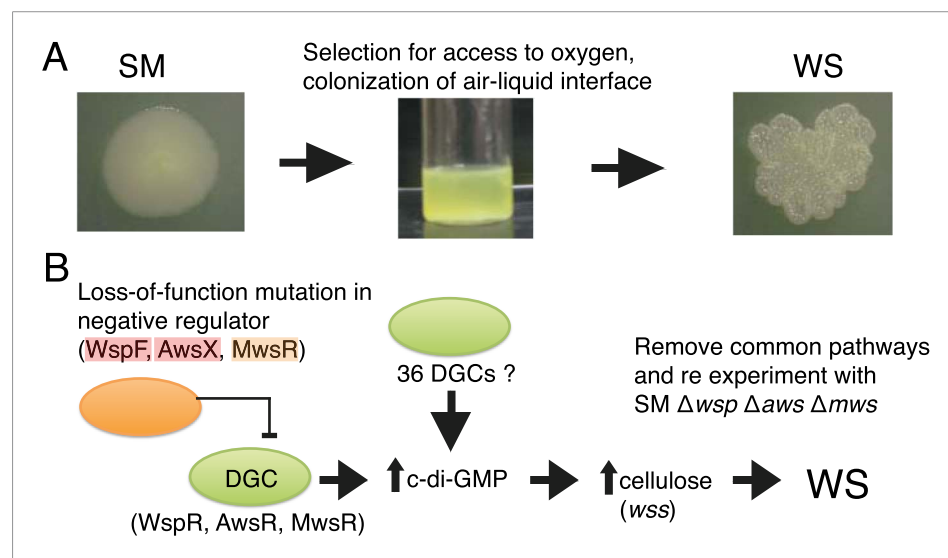 A
SM
Selection for access to oxygen,
colonization of air-liquid interface
WS
B
Loss-of-function mutation in
negative regulator
(WspF, AwsX, MwsR)
36 DGCs ?
Remove common pathways
and re experiment with
SM Δwsp Δaws Δmws
DGC
c-di-GMP
cellulose
(wss)
WS
(WspR, AwsR, MwsR)